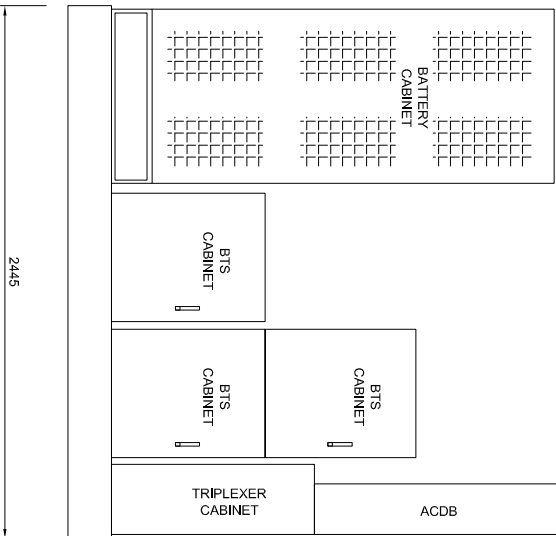 BATTERY
CABINET
BTS
CABINET
BTS
CABINET
BTS
CABINET
TRIPLEXER
CABINET
ACDB
2445